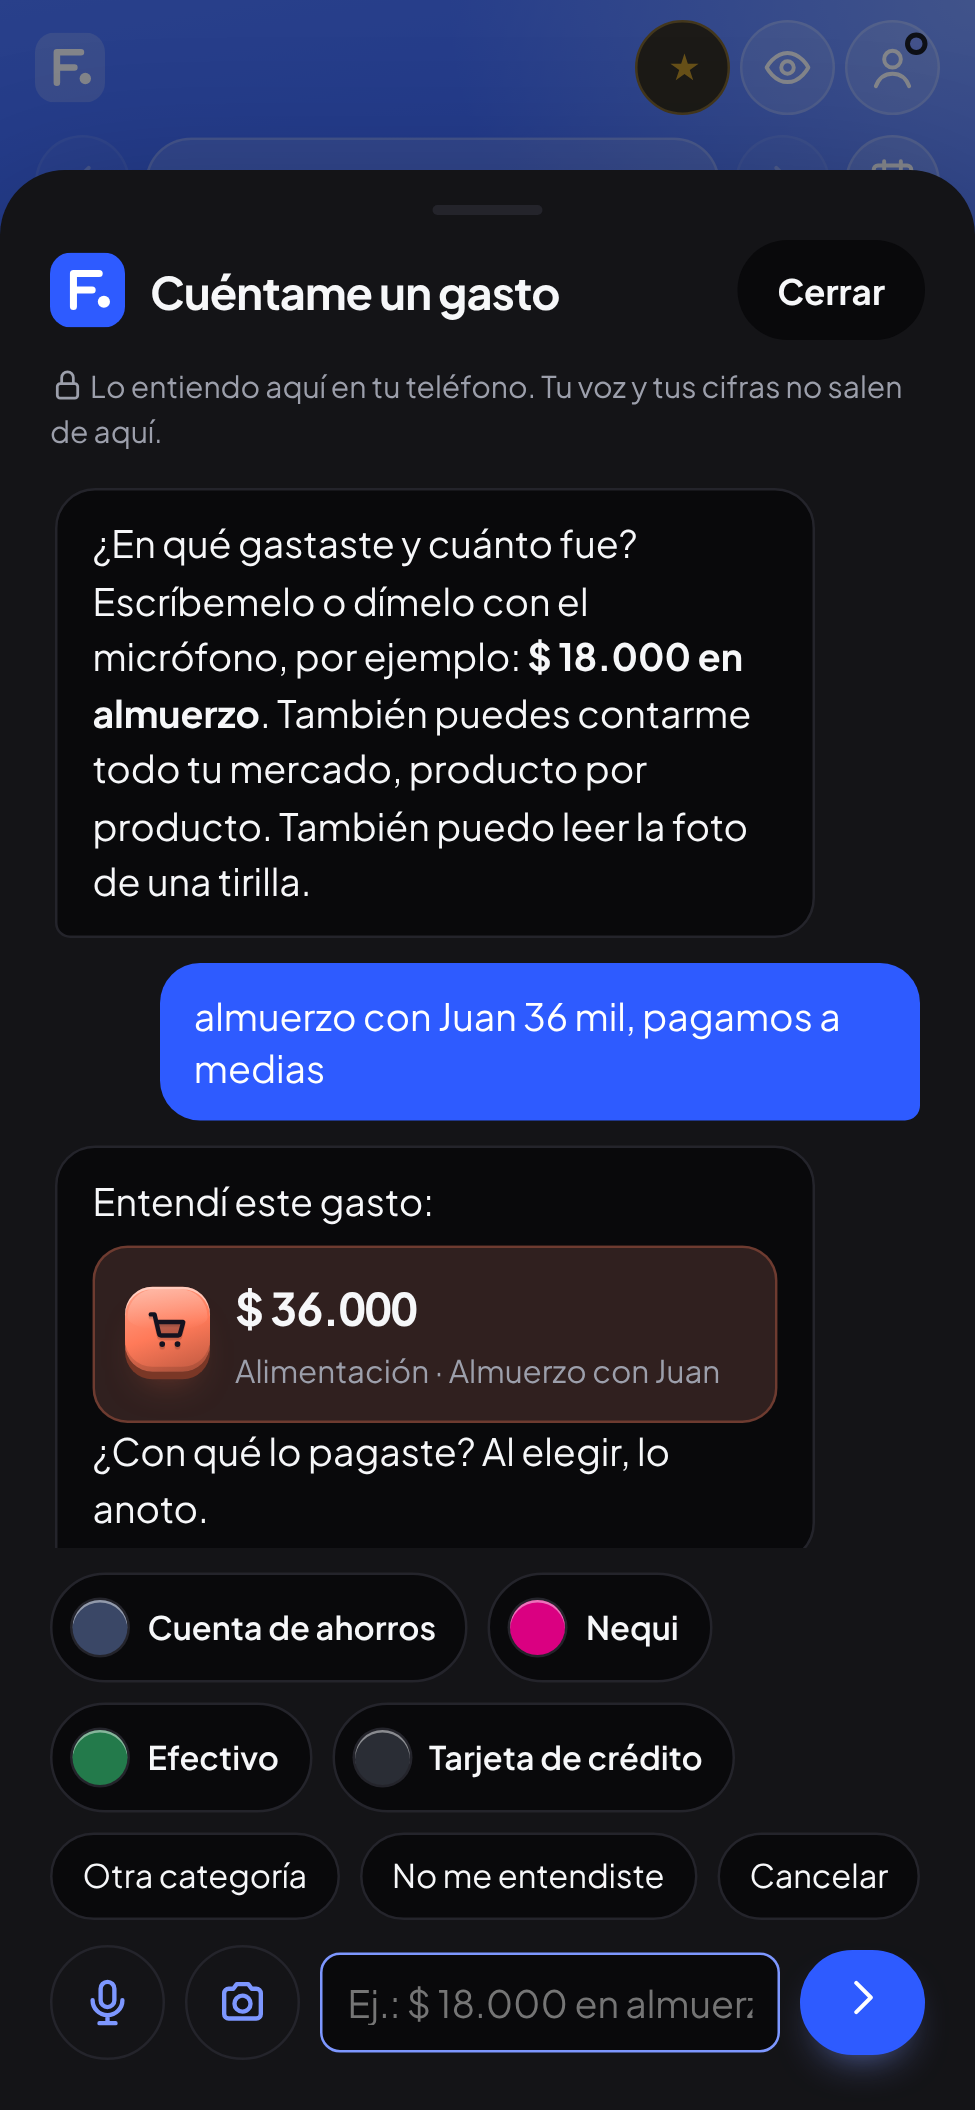 F.
F.
Cuéntame un gasto
Cerrar
Lo entiendo aquí en tu teléfono. Tu voz y tus cifras no salen
de aquí.
¿En qué gastaste y cuánto fue?
Escríbemelo o dímelo con el
micrófono, por ejemplo: $ 18.000 en
almuerzo. También puedes contarme
todo tu mercado, producto por
producto. También puedo leer la foto
de una tirilla.
almuerzo con Juan 36 mil, pagamos a
medias
Entendí este gasto:
$ 36.000
Alimentación · Almuerzo con Juan
¿Con qué lo pagaste? Al elegir, lo
anoto.
Cuenta de ahorros
Nequi
Efectivo
Tarjeta de crédito
Otra categoría
No me entendiste
Cancelar
Ej.: $ 18.000 en almuerz